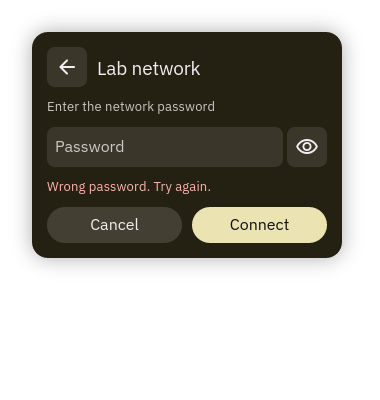 Lab network
Enter the network password
Password
Wrong password. Try again.
Cancel
Connect